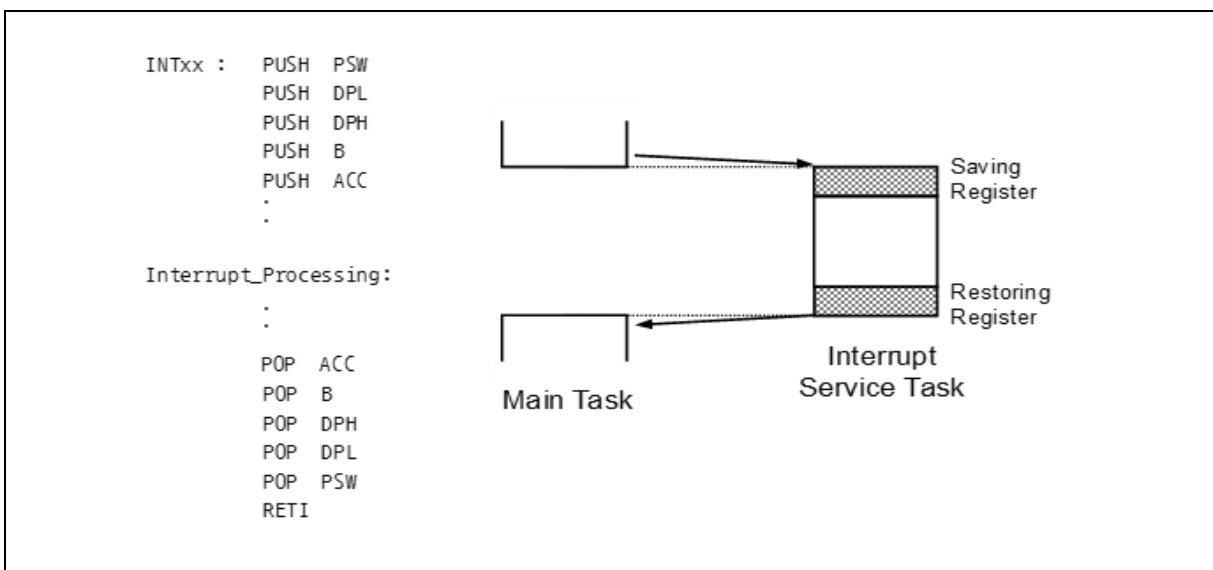 INTxx : PUSH PSW
PUSH DPL
PUSH DPH
PUSH B
PUSH ACC
:
Interrupt_Processing:
:
POP ACC
POP B
POP DPH
POP DPL
POP PSW
RETI
Saving
Register
Restoring
Register
Main Task
Interrupt
Service Task